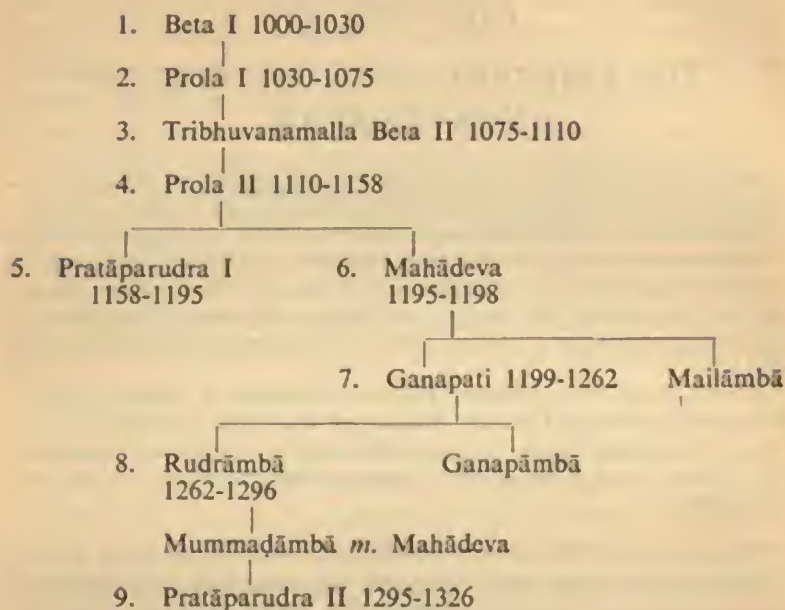 1. Beta I 1000-1030
2. Prola I 1030-1075
3. Tribhuvanamalla Beta II 1075-1110
4. Prola II 1110-1158
5. Pratāparudra I 6. Mahādeva
1158-1195 1195-1198
7. Ganapati 1199-1262 Mailāmbā
8. Rudrāmbā Ganapāmbā
1262-1296
Mummaḍāmbā m. Mahādeva
9. Pratāparudra II 1295-1326